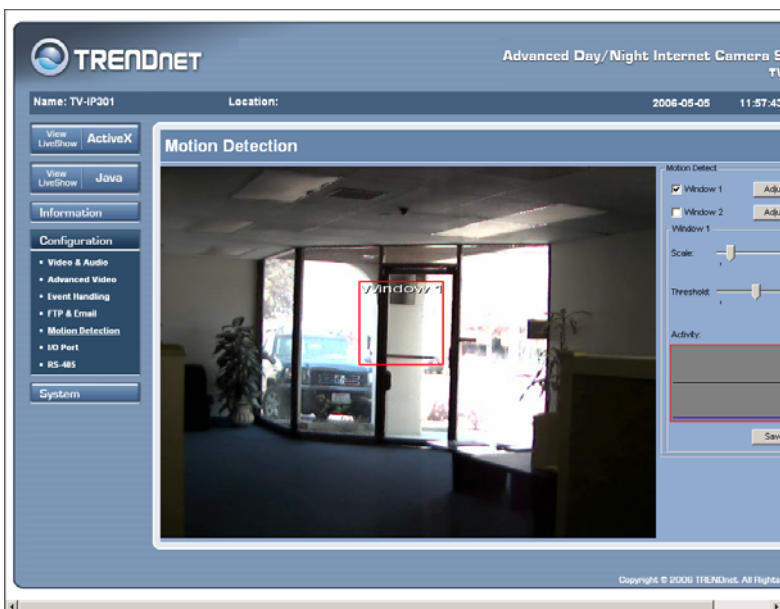 TRENDnet
Advanced Day/Night Internet Camera S
TV
Name: TV-IP301 Location: 2006-05-05 11:57:43
View LiveShow ActiveX
View LiveShow Java
Information
Configuration
• Video & Audio
• Advanced Video
• Event Handling
• FTP & Email
• Motion Detection
• I/O Port
• RS-485
System
Motion Detection
Window 1
Motion Detect
Window 1 Adju
Window 2 Adju
Window 1
Scale:
Threshold:
Activity:
Save
Copyright © 2006 TRENDnet. All Rights